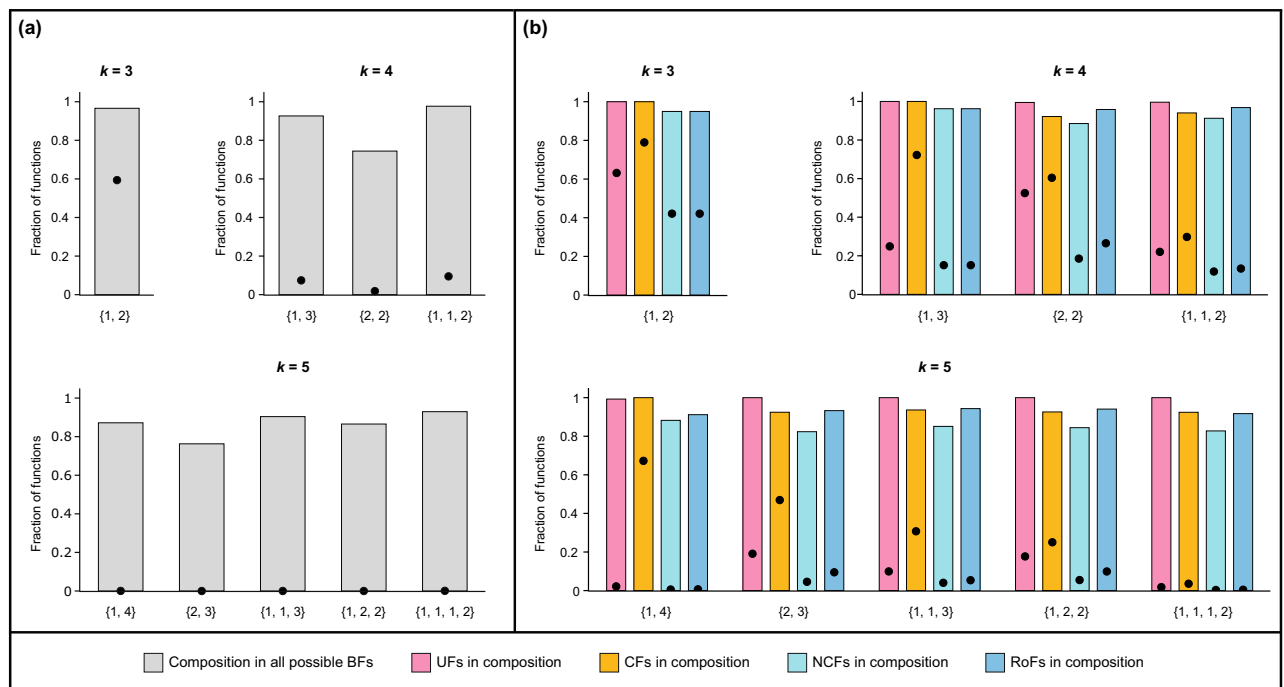 (a)
k = 3
k = 4
Fraction of functions
1
0.8
0.6
0.4
0.2
0
{1, 2}
Fraction of functions
1
0.8
0.6
0.4
0.2
0
{1, 3} {2, 2} {1, 1, 2}
k = 5
Fraction of functions
1
0.8
0.6
0.4
0.2
0
{1, 4} {2, 3} {1, 1, 3} {1, 2, 2} {1, 1, 1, 2}
(b)
k = 3
k = 4
Fraction of functions
1
0.8
0.6
0.4
0.2
0
{1, 2}
Fraction of functions
1
0.8
0.6
0.4
0.2
0
{1, 3} {2, 2} {1, 1, 2}
k = 5
Fraction of functions
1
0.8
0.6
0.4
0.2
0
{1, 4} {2, 3} {1, 1, 3} {1, 2, 2} {1, 1, 1, 2}
Composition in all possible BFs UFs in composition CFs in composition NCFs in composition RoFs in composition